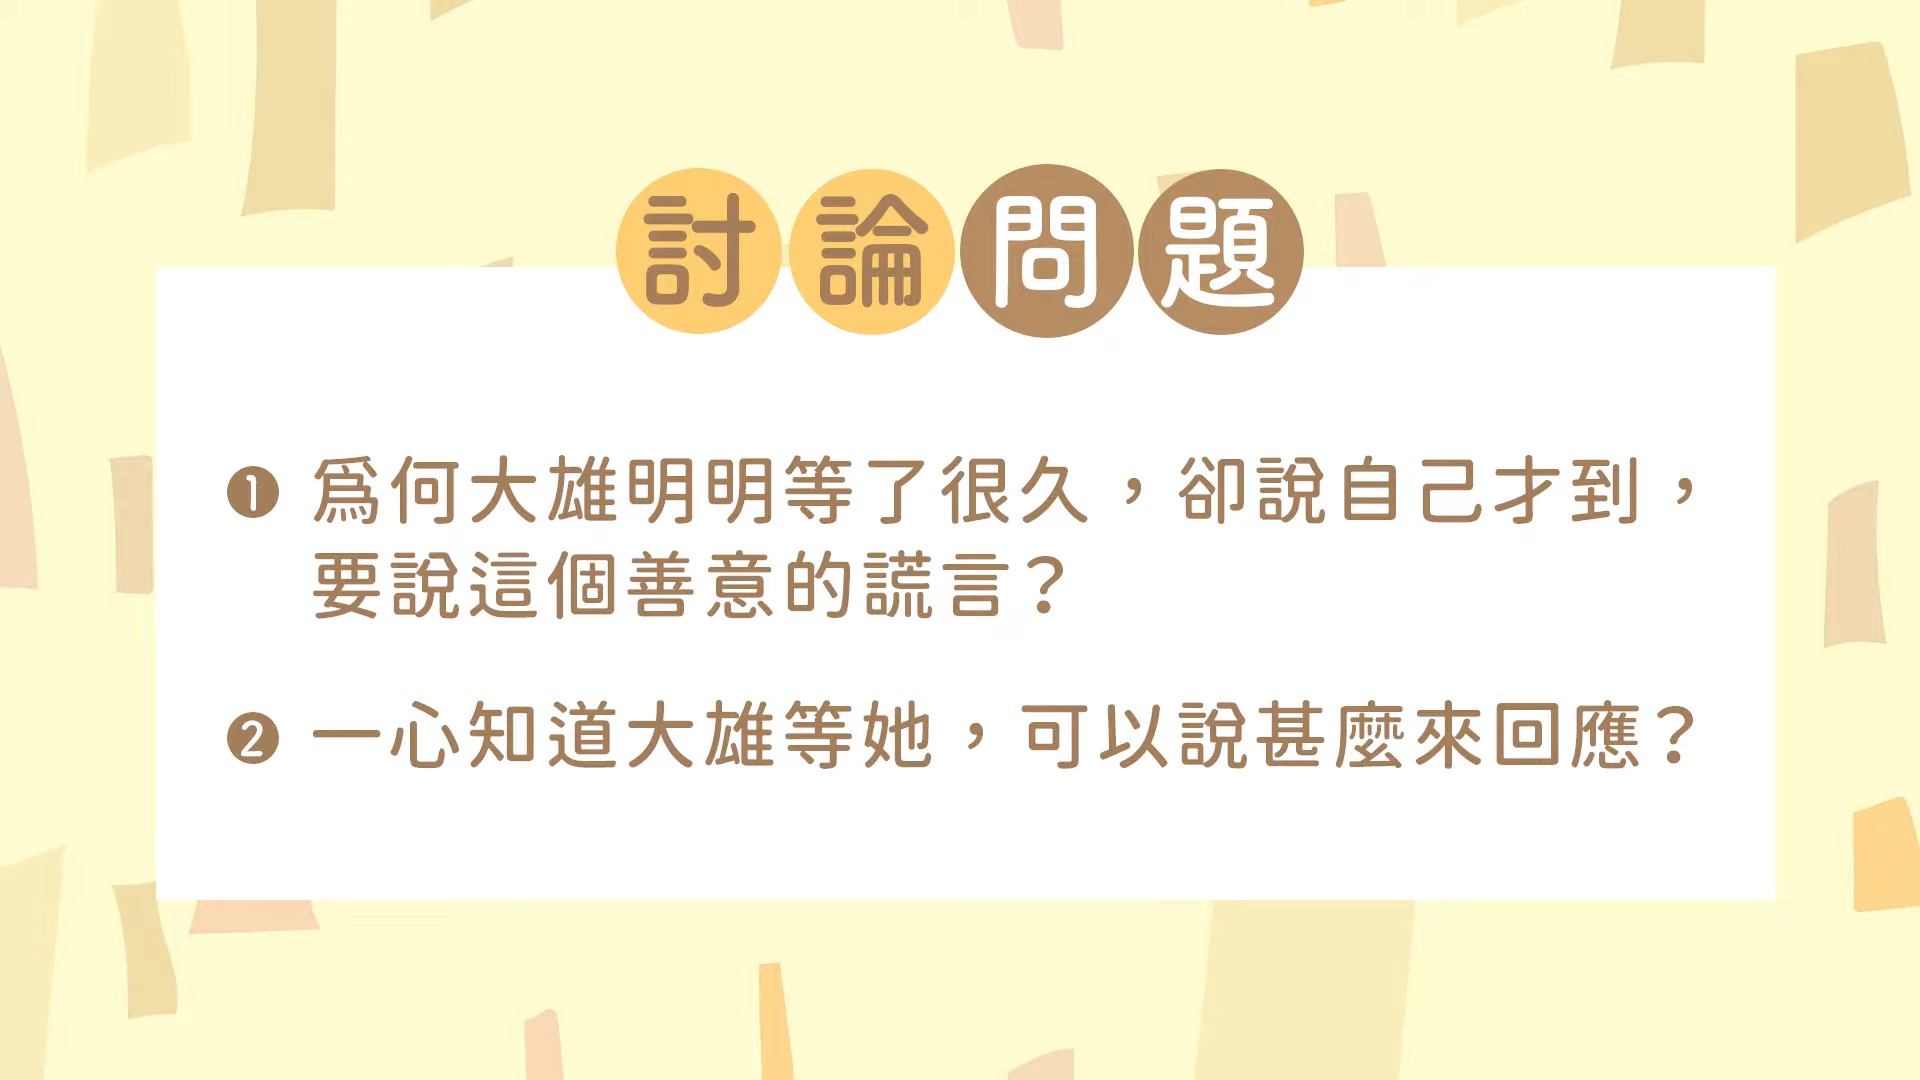 討論問題
❶ 爲何大雄明明等了很久，卻說自己才到，
要說這個善意的謊言？
❷ 一心知道大雄等她，可以說甚麼來回應？